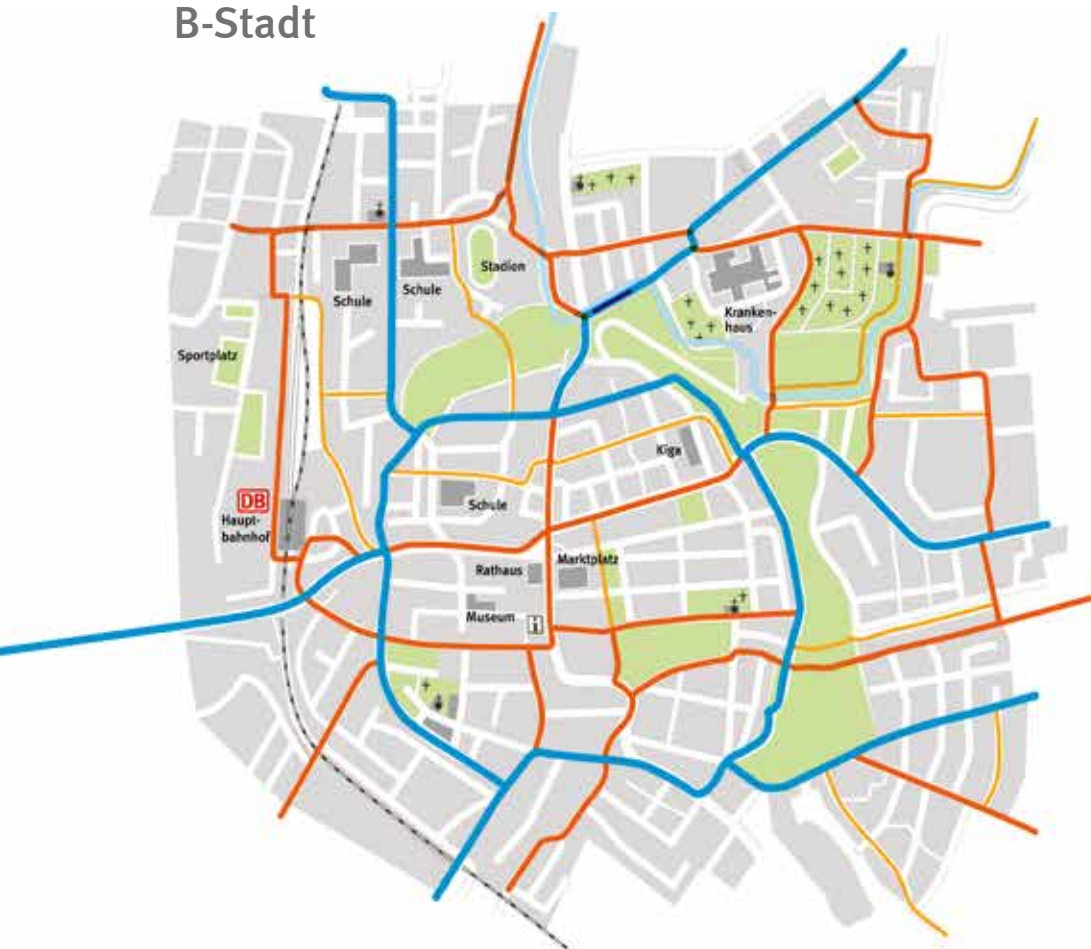 B-Stadt
Stadion
Schule
Schule
Kranken-
haus
Sportplatz
Kiga
DB
Haupt-
bahnhof
Schule
Rathaus
Marktplatz
Museum
i